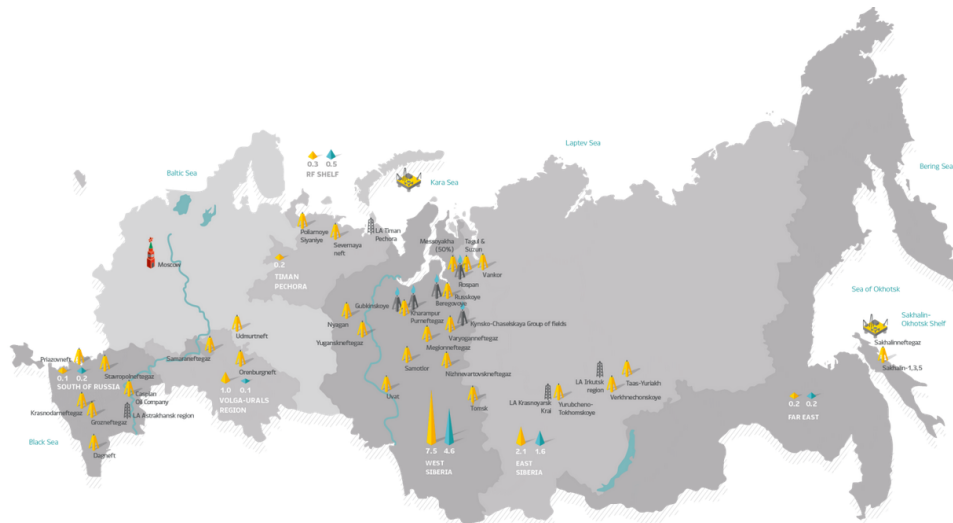 Laptev Sea
Baltic Sea
0.3 0.5
RF SHELF
Kara Sea
Bering Sea
Poliarnoye
Siyaniye
Severnaya
neft
LA Timan
Pechora
Messoyakha
(50%)
Tagul &
Suzun
Moscow
0.2
TIMAN
PECHORA
Vankor
Rospan
Russkoye
Beregovoye
Gubkinskoye
Kharampur
Purneftegaz
Kynsko-Chaselskaya Group of fields
Sea of Okhotsk
Sakhalin-
Okhotsk Shelf
Nyagan
Yuganskneftegaz
Varyoganneftegaz
Megionneftegaz
Udmurtneft
Samaraneftegaz
Orenburgneft
Samotlor
Nizhnevartovskneftegaz
Sakhalinneftegaz
Sakhalin-1,3,5
Priazovneft
0.1 0.2
SOUTH OF RUSSIA
Stavropolneftegaz
Caspian
Oil Company
1.0 0.1
VOLGA-URALS
REGION
Uvat
Tomsk
LA Irkutsk
region
Taas-Yuriakh
Verkhnechonskoye
LA Krasnoyarsk
Krai
Yurubcheno-
Tokhomskoye
Krasnodarneftegaz
Grozneftegaz
LA Astrakhansk region
0.2 0.2
FAR EAST
Black Sea
Dagneft
7.5 4.6
WEST
SIBERIA
2.1 1.6
EAST
SIBERIA